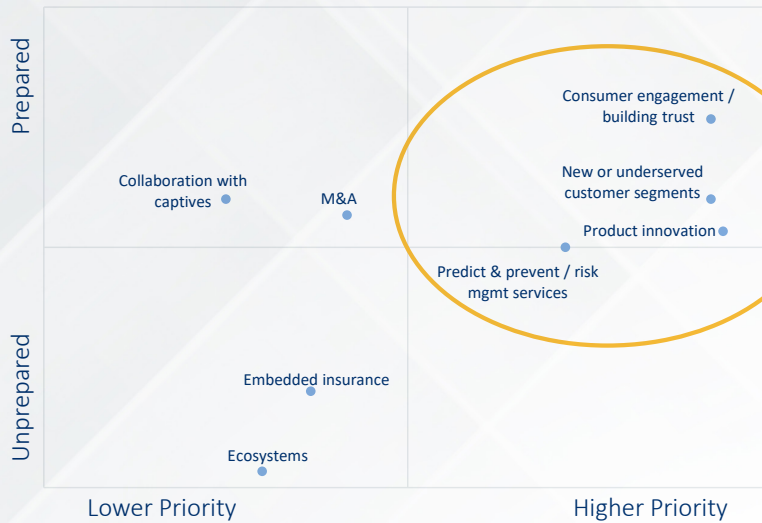 Prepared
Consumer engagement /
building trust
Collaboration with
captives
M&A
New or underserved
customer segments
Product innovation
Predict & prevent / risk
mgmt services
Unprepared
Embedded insurance
Ecosystems
Lower Priority
Higher Priority